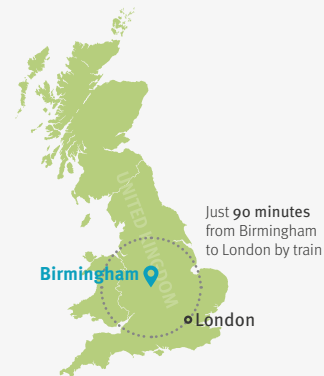 UNITED KINGDOM
Just 90 minutes
from Birmingham
to London by train
Birmingham
London